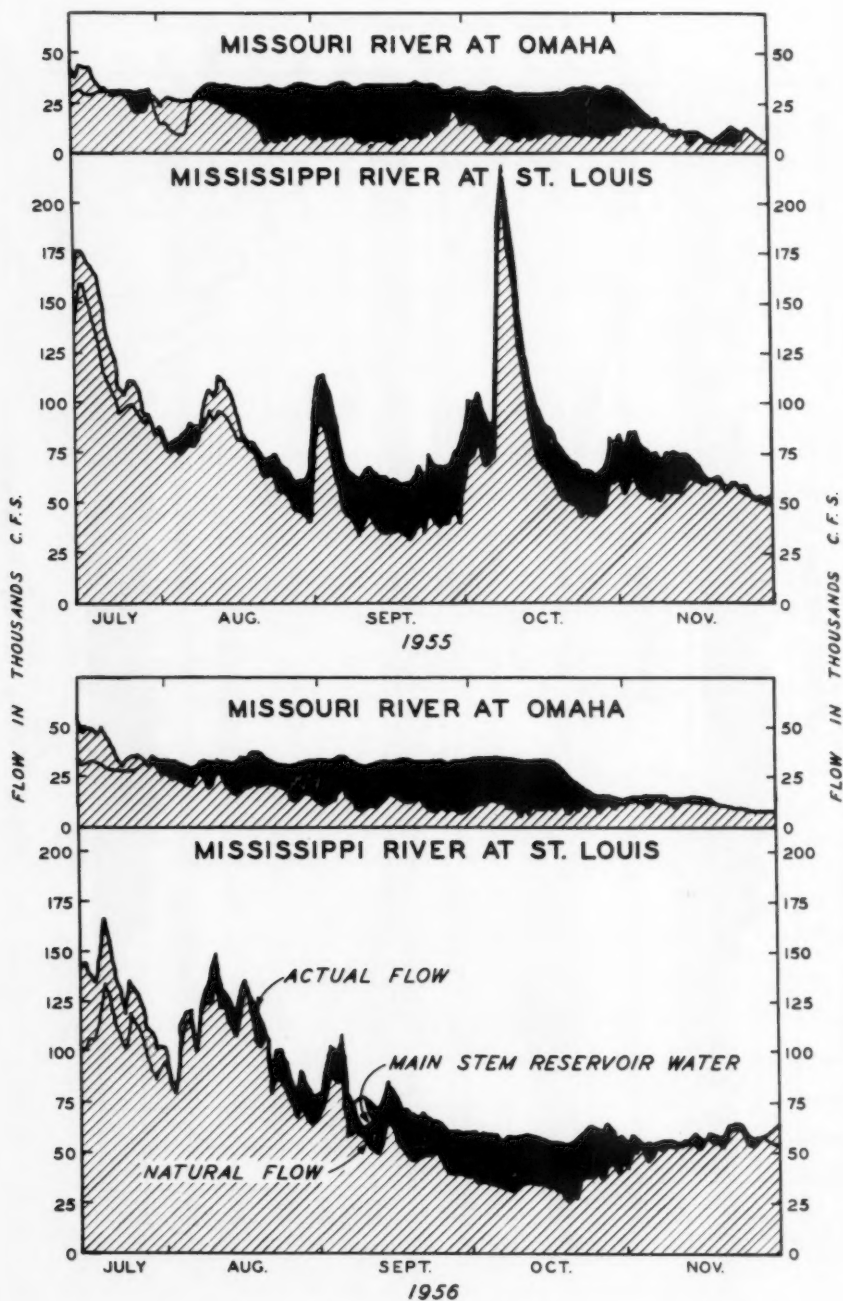 MISSOURI RIVER AT OMAHA
50 50
25 25
0 0
MISSISSIPPI RIVER AT ST. LOUIS
200 200
175 175
150 150
125 125
100 100
75 75
50 50
25 25
0 0
JULY AUG. SEPT. OCT. NOV.
1955
FLOW IN THOUSANDS C.F.S.
FLOW IN THOUSANDS C.F.S.
MISSOURI RIVER AT OMAHA
50 50
25 25
0 0
MISSISSIPPI RIVER AT ST. LOUIS
200 200
175 175
150 150
ACTUAL FLOW
125 125
100 100
MAIN STEM RESERVOIR WATER
75 75
50 50
NATURAL FLOW
25 25
0 0
JULY AUG. SEPT. OCT. NOV.
1956